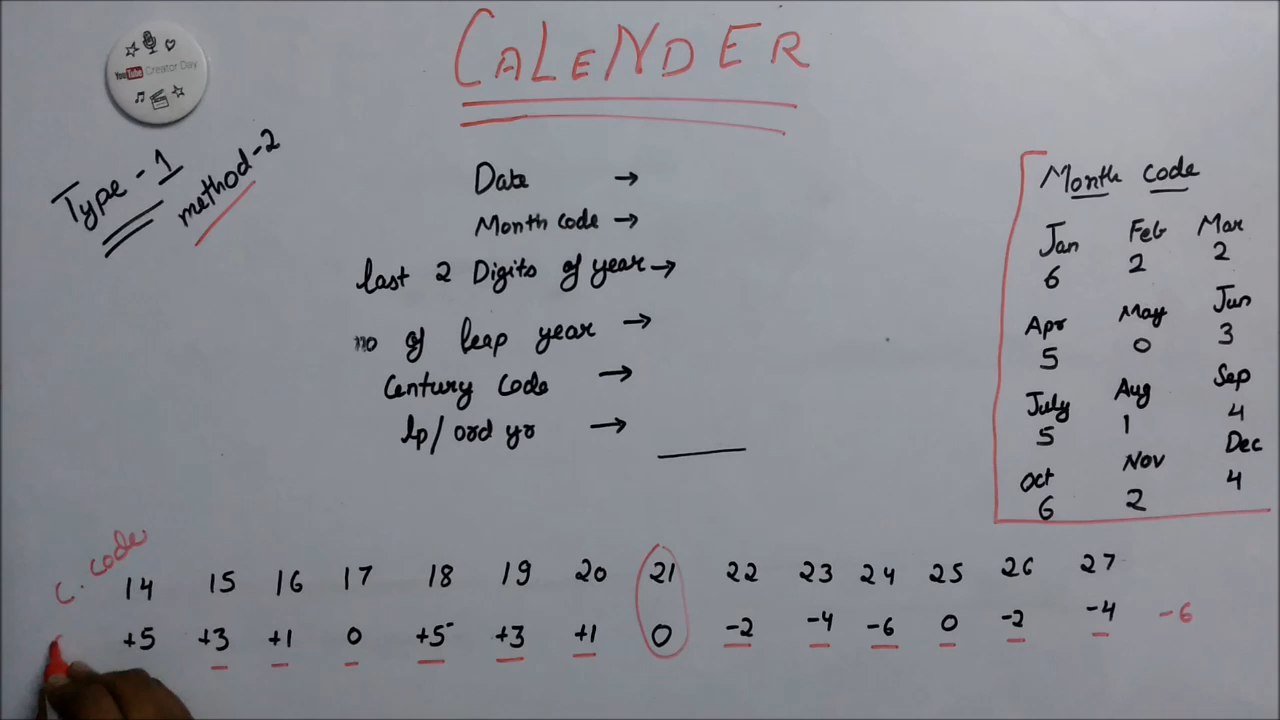 CALENDER
YouTube Creator Day
Type - 1
method-2
Date →
Month code →
last 2 Digits of year →
no of leap year →
Century Code →
lp/ord yr →
Month code
Jan Feb Mar
6 2 2
Apr May Jun
5 0 3
July Aug Sep
5 1 4
Oct Nov Dec
6 2 4
C. code
14 15 16 17 18 19 20 21 22 23 24 25 26 27
+5 +3 +1 0 +5 +3 +1 0 -2 -4 -6 0 -2 -4 -6